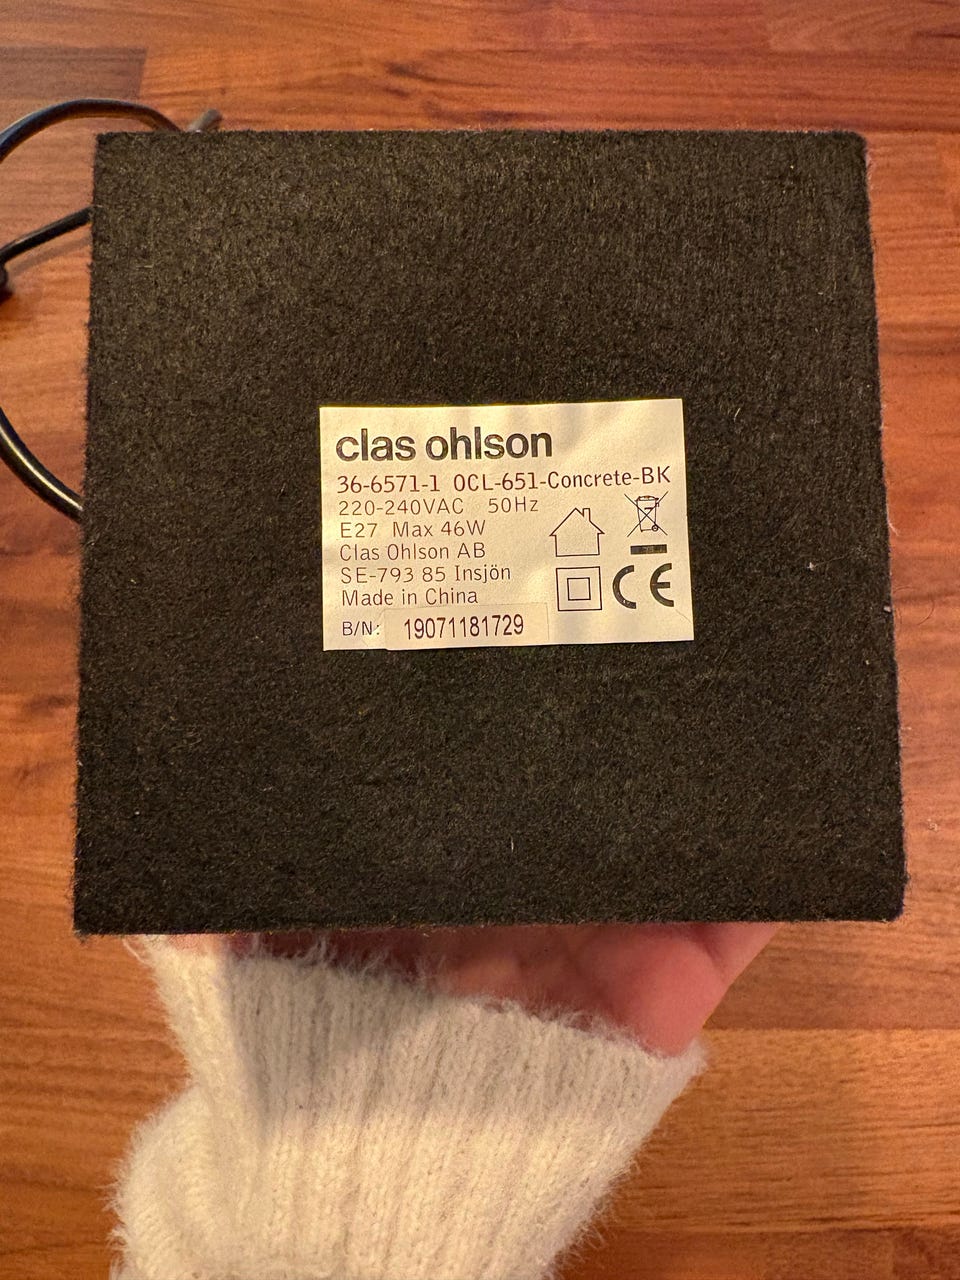 clas ohlson
36-6571-1 OCL-651-Concrete-BK
220-240VAC 50Hz
E27 Max 46W
Clas Ohlson AB
SE-793 85 Insjön
Made in China
B/N: 19071181729
CE